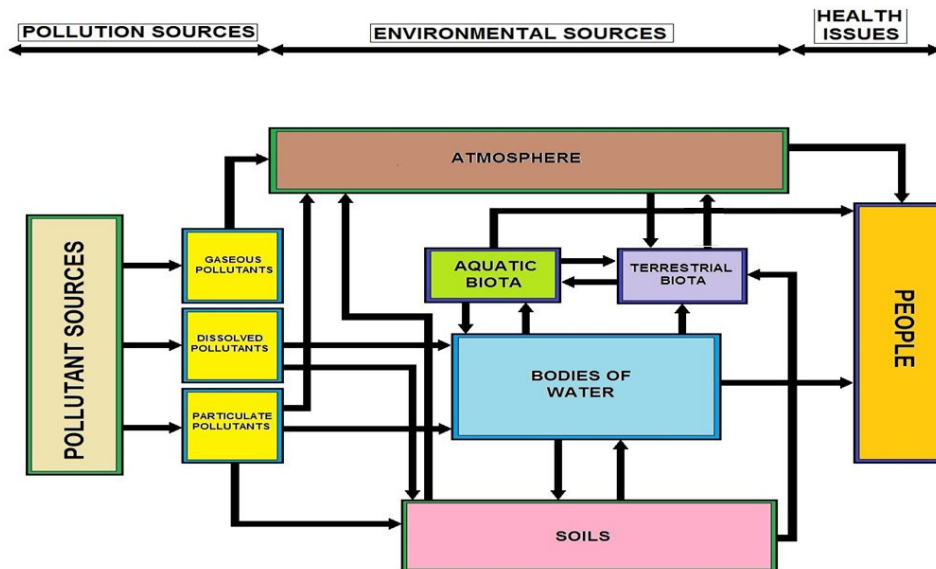 POLLUTION SOURCES
ENVIRONMENTAL SOURCES
HEALTH
ISSUES
ATMOSPHERE
POLLUTANT SOURCES
GASEOUS
POLLUTANTS
DISSOLVED
POLLUTANTS
PARTICULATE
POLLUTANTS
AQUATIC
BIOTA
TERRESTRIAL
BIOTA
BODIES OF
WATER
SOILS
PEOPLE